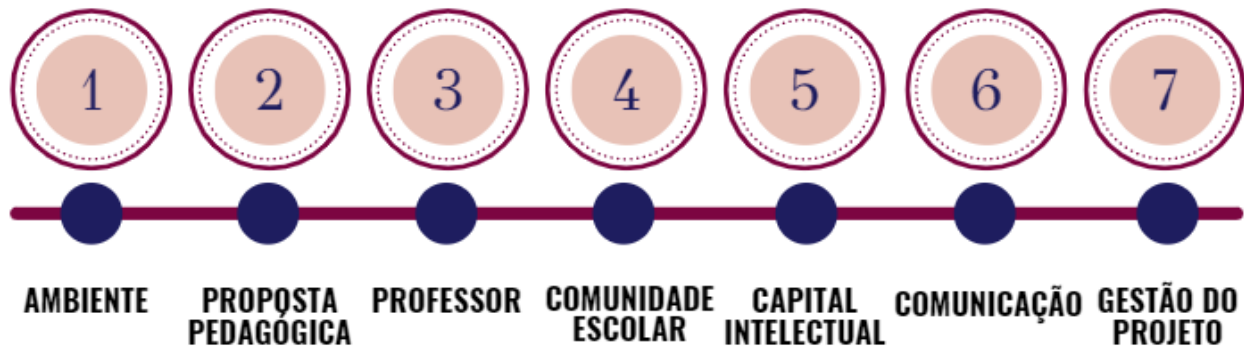 1 2 3 4 5 6 7
AMBIENTE
PROPOSTA
PEDAGÓGICA
PROFESSOR
COMUNIDADE
ESCOLAR
CAPITAL
INTELECTUAL
COMUNICAÇÃO
GESTÃO DO
PROJETO